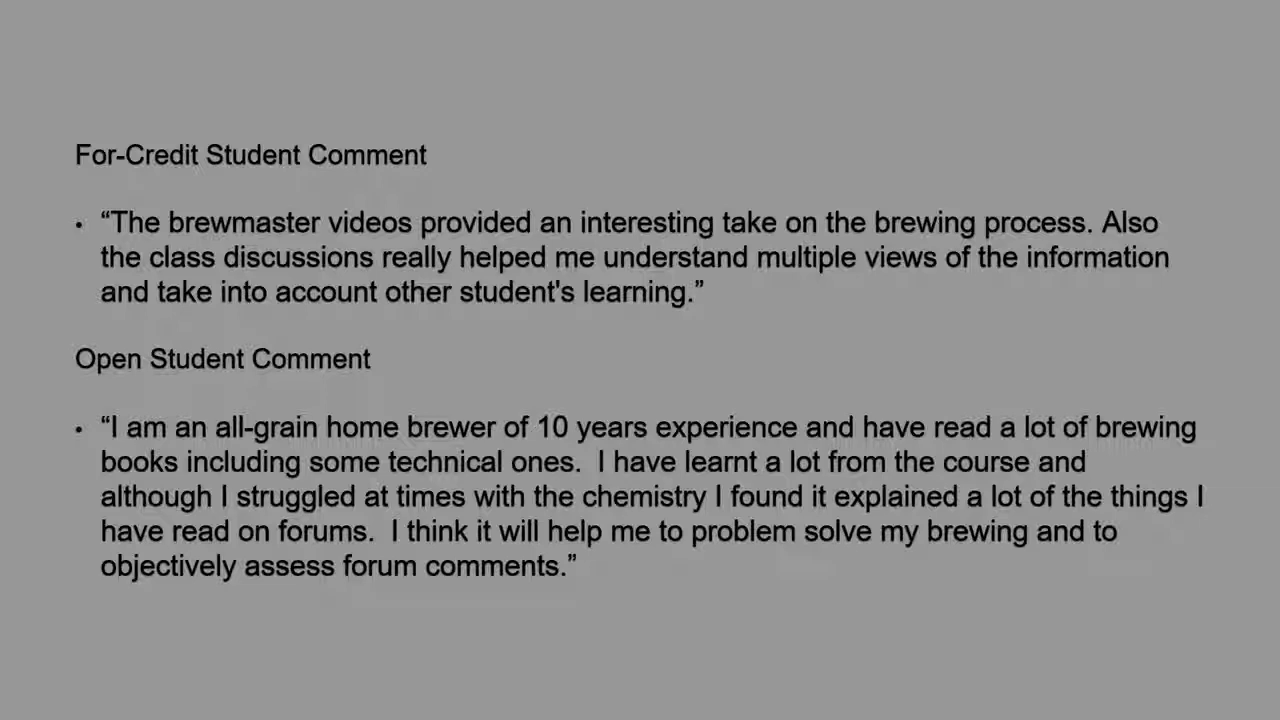 For-Credit Student Comment
• “The brewmaster videos provided an interesting take on the brewing process. Also
the class discussions really helped me understand multiple views of the information
and take into account other student's learning.”
Open Student Comment
• “I am an all-grain home brewer of 10 years experience and have read a lot of brewing
books including some technical ones.  I have learnt a lot from the course and
although I struggled at times with the chemistry I found it explained a lot of the things I
have read on forums.  I think it will help me to problem solve my brewing and to
objectively assess forum comments.”